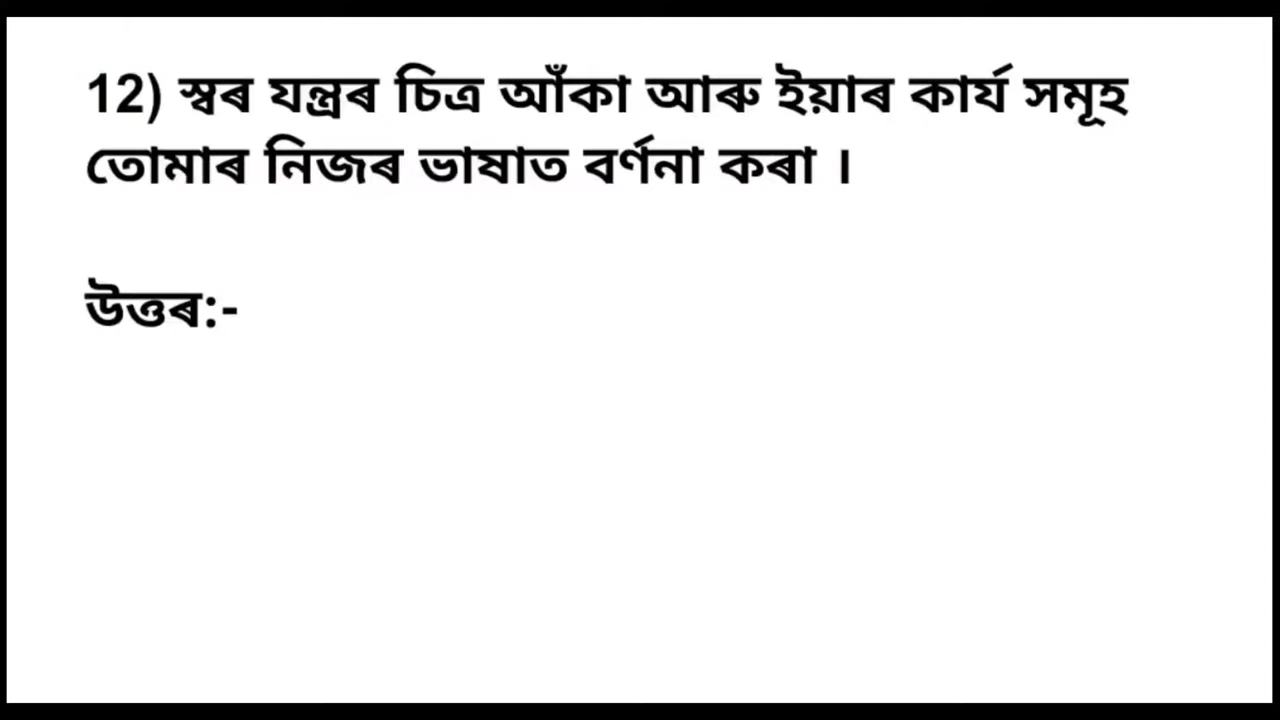 12) স্বৰ যন্ত্ৰৰ চিত্ৰ আঁকা আৰু ইয়াৰ কাৰ্য সমূহ
তোমাৰ নিজৰ ভাষাত বৰ্ণনা কৰা ।
উত্তৰ:-